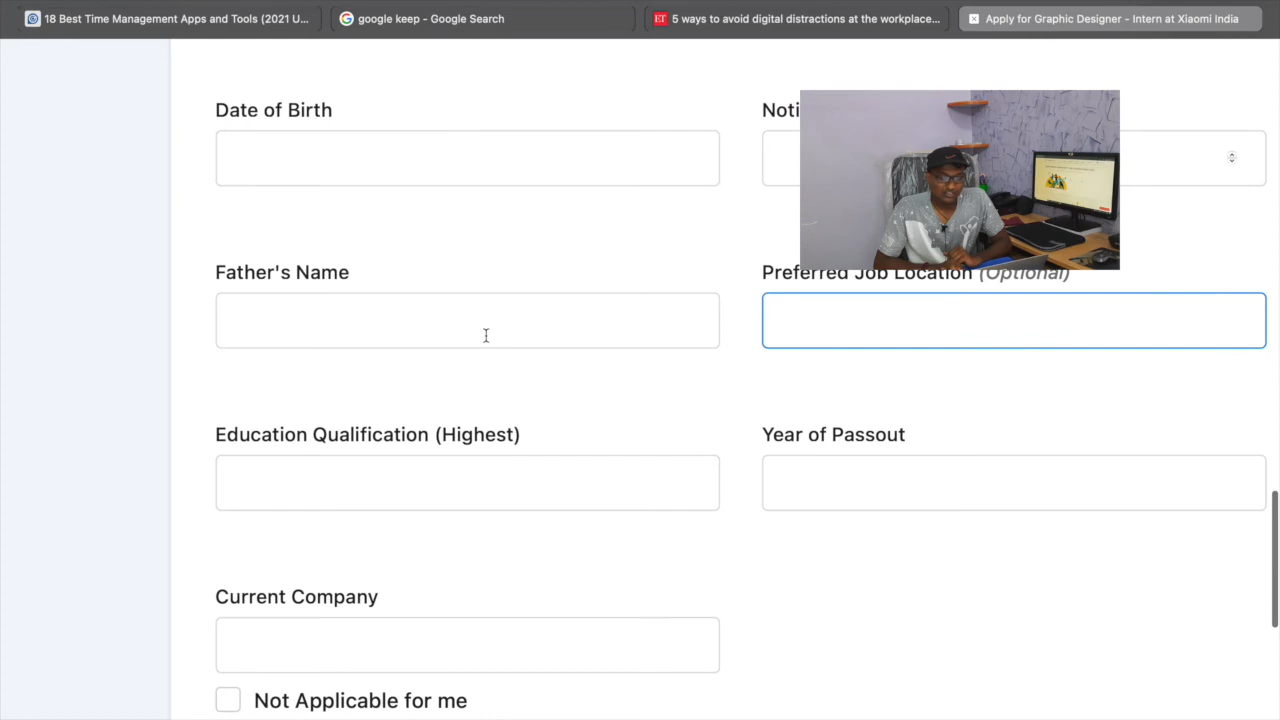 18 Best Time Management Apps and Tools (2021 U...
google keep - Google Search
ET 5 ways to avoid digital distractions at the workplace...
Apply for Graphic Designer - Intern at Xiaomi India
Date of Birth
Noti
Father's Name
Preferred Job Location (Optional)
Education Qualification (Highest)
Year of Passout
Current Company
Not Applicable for me